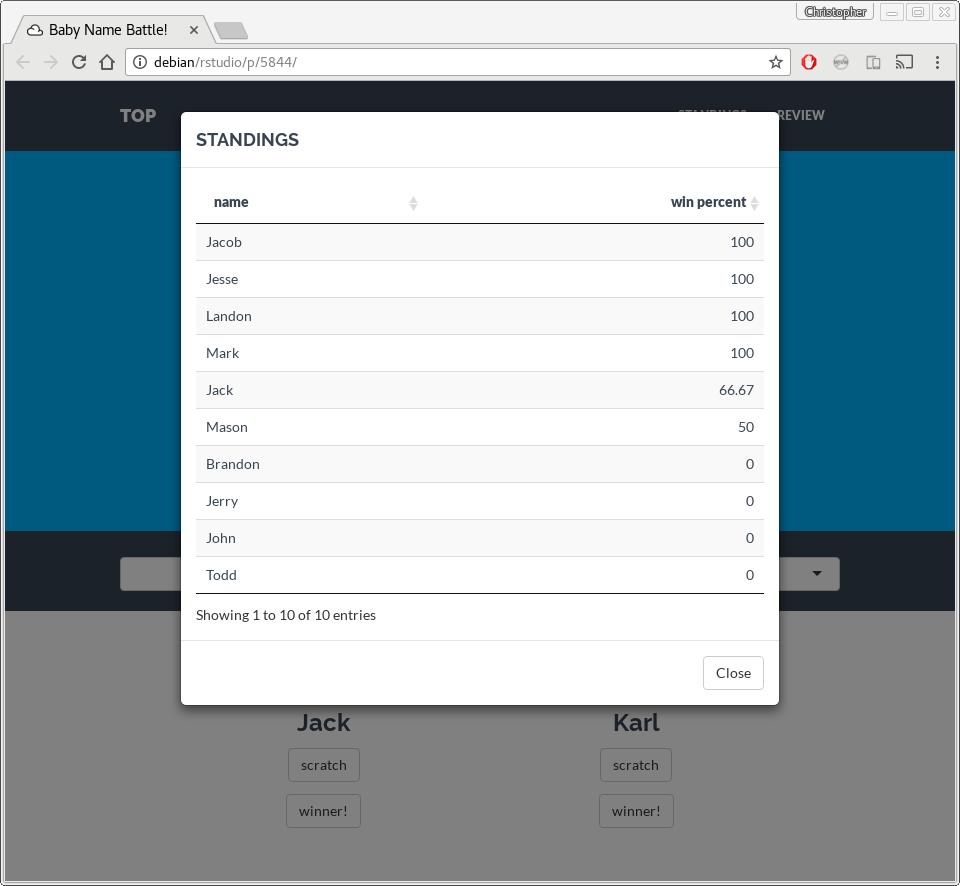 Christopher
Baby Name Battle!
debian/rstudio/p/5844/
TOP STANDINGS REVIEW
STANDINGS
name win percent
Jacob 100
Jesse 100
Landon 100
Mark 100
Jack 66.67
Mason 50
Brandon 0
Jerry 0
John 0
Todd 0
Showing 1 to 10 of 10 entries
Close
Jack Karl
scratch scratch
winner! winner!